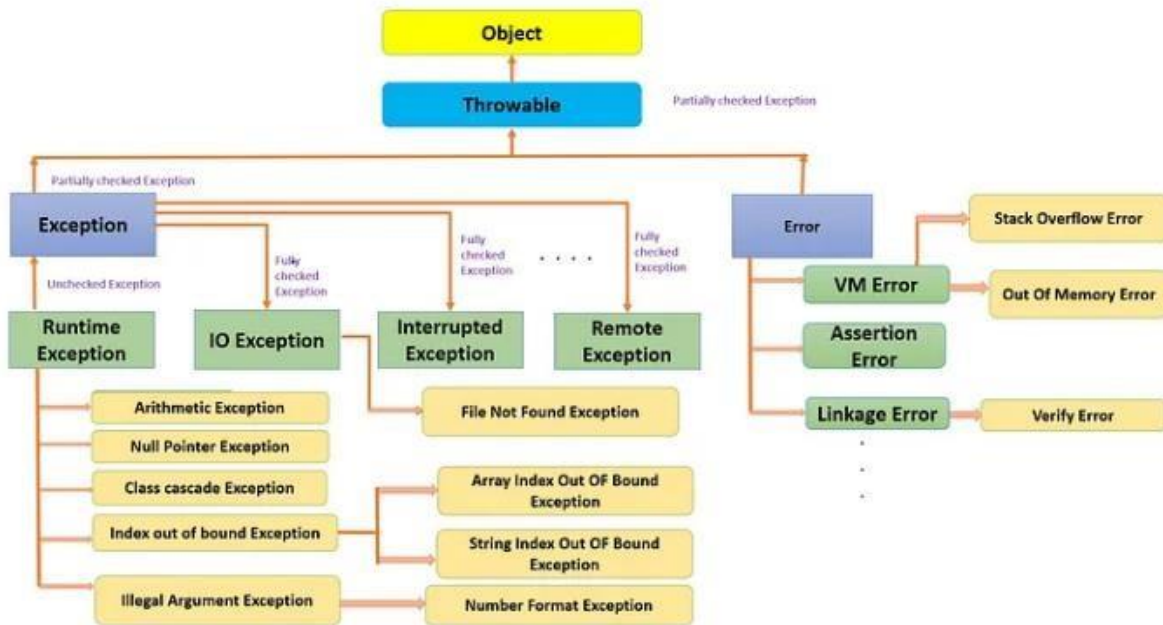 Object
Throwable
Partially checked Exception
Partially checked Exception
Exception
Error
Stack Overflow Error
Fully
checked
Exception
Fully
checked
Exception
. . . .
Fully
checked
Exception
Unchecked Exception
VM Error
Out Of Memory Error
Runtime
Exception
IO Exception
Interrupted
Exception
Remote
Exception
Assertion
Error
Arithmetic Exception
File Not Found Exception
Linkage Error
Verify Error
Null Pointer Exception
.
.
.
Class cascade Exception
Array Index Out OF Bound
Exception
Index out of bound Exception
String Index Out OF Bound
Exception
Illegal Argument Exception
Number Format Exception